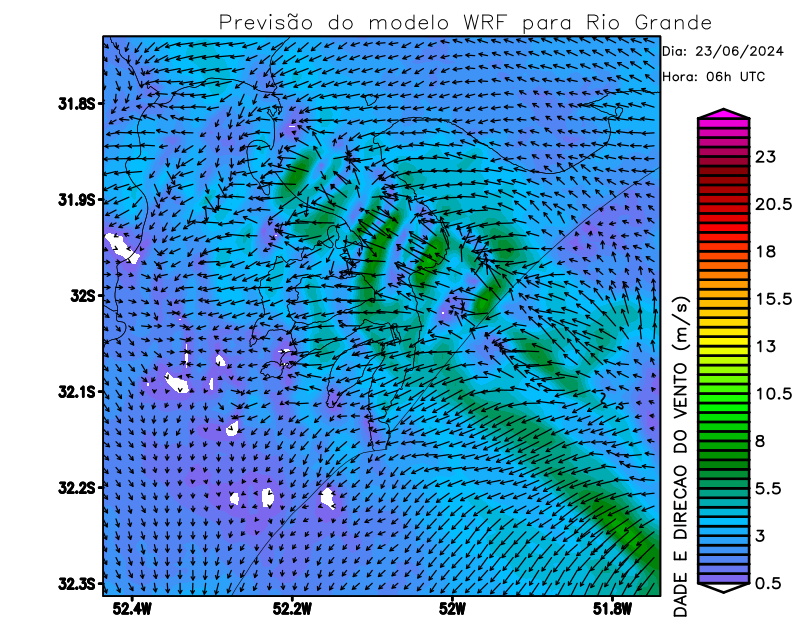 Previsão do modelo WRF para Rio Grande
Dia: 23/06/2024
Hora: 06h UTC
31.8S
31.9S
32S
32.1S
32.2S
32.3S
52.4W
52.2W
52W
51.8W
23
20.5
18
15.5
13
10.5
8
5.5
3
0.5
DADE E DIRECAO DO VENTO (m/s)